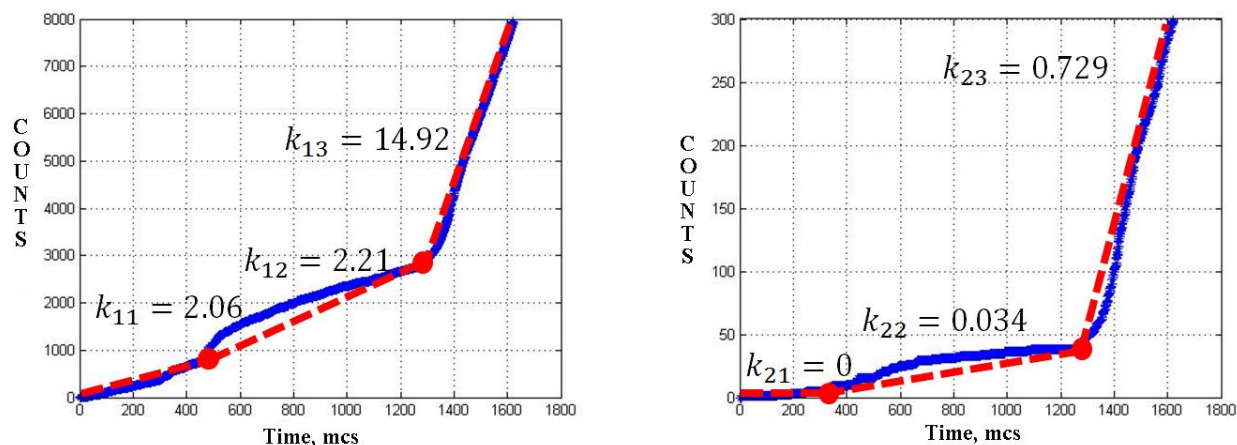 8000
7000
6000
5000
4000
3000
2000
1000
0
COUNTS
k₁₃ = 14.92
k₁₂ = 2.21
k₁₁ = 2.06
0 200 400 600 800 1000 1200 1400 1600 1800
Time, mcs
300
250
200
150
100
50
0
COUNTS
k₂₃ = 0.729
k₂₂ = 0.034
k₂₁ = 0
0 200 400 600 800 1000 1200 1400 1600 1800
Time, mcs